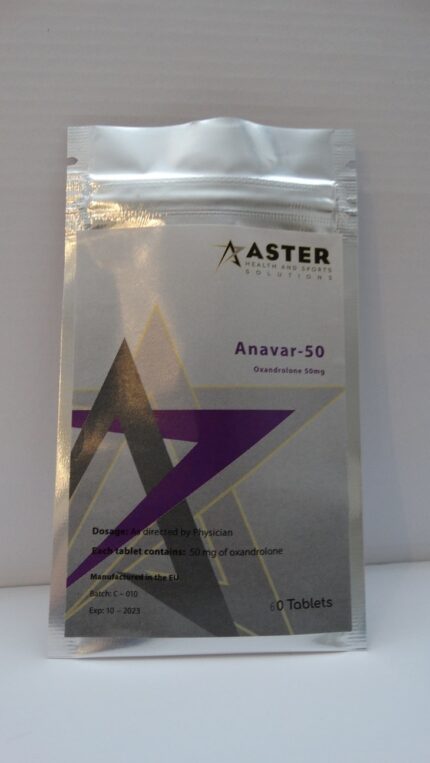 ASTER
HEALTH AND SPORTS
SOLUTIONS
Anavar-50
Oxandrolone 50mg
Dosage: As directed by Physician
Each tablet contains: 50 mg of oxandrolone
Manufactured in the EU
Batch: C – 010
Exp: 10 – 2023
60 Tablets